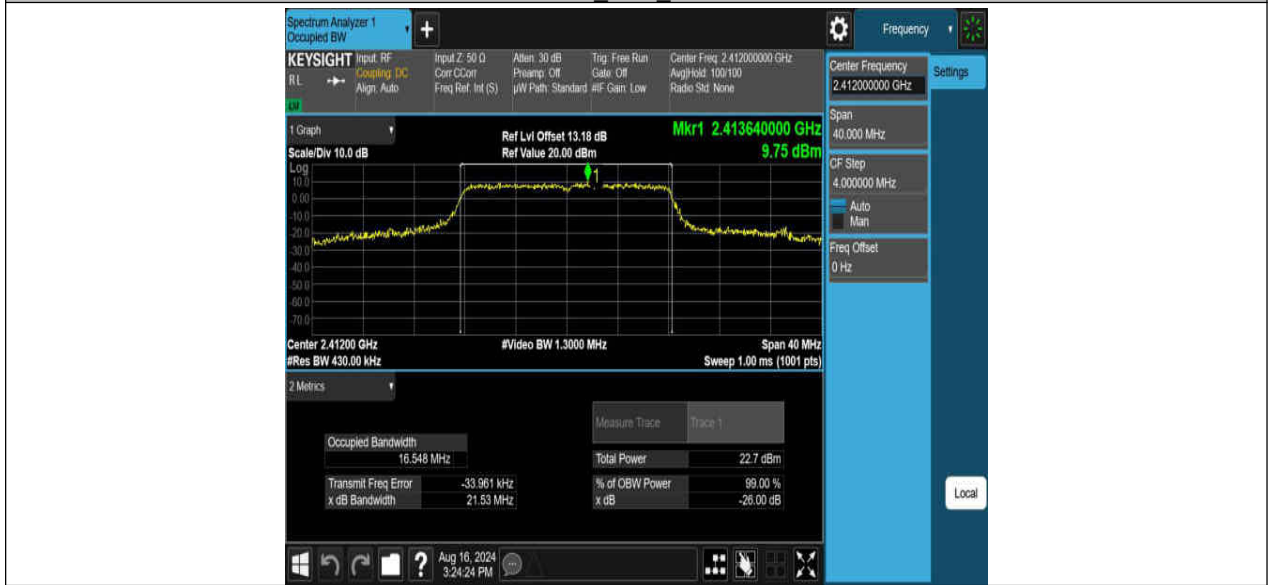 Spectrum Analyzer 1
Occupied BW
+
Frequency
KEYSIGHT
RL
LM
Input: RF
Coupling: DC
Align: Auto
Input Z: 50 Ω
Corr CCorr
Freq Ref: Int (S)
Atten: 30 dB
Preamp: Off
µW Path: Standard
Trig: Free Run
Gate: Off
#IF Gain: Low
Center Freq: 2.412000000 GHz
Avg|Hold: 100/100
Radio Std: None
Center Frequency
2.412000000 GHz
Settings
Span
40.000 MHz
CF Step
4.000000 MHz
Auto
Man
Freq Offset
0 Hz
1 Graph
Scale/Div 10.0 dB
Ref Lvl Offset 13.18 dB
Ref Value 20.00 dBm
Mkr1 2.413640000 GHz
9.75 dBm
Log
10.0
0.00
-10.0
-20.0
-30.0
-40.0
-50.0
-60.0
-70.0
1
Center 2.41200 GHz
#Res BW 430.00 kHz
#Video BW 1.3000 MHz
Span 40 MHz
Sweep 1.00 ms (1001 pts)
2 Metrics
Measure Trace Trace 1
Occupied Bandwidth
16.548 MHz
Total Power 22.7 dBm
Transmit Freq Error -33.961 kHz
% of OBW Power 99.00 %
x dB Bandwidth 21.53 MHz
x dB -26.00 dB
Local
?
Aug 16, 2024
3:24:24 PM